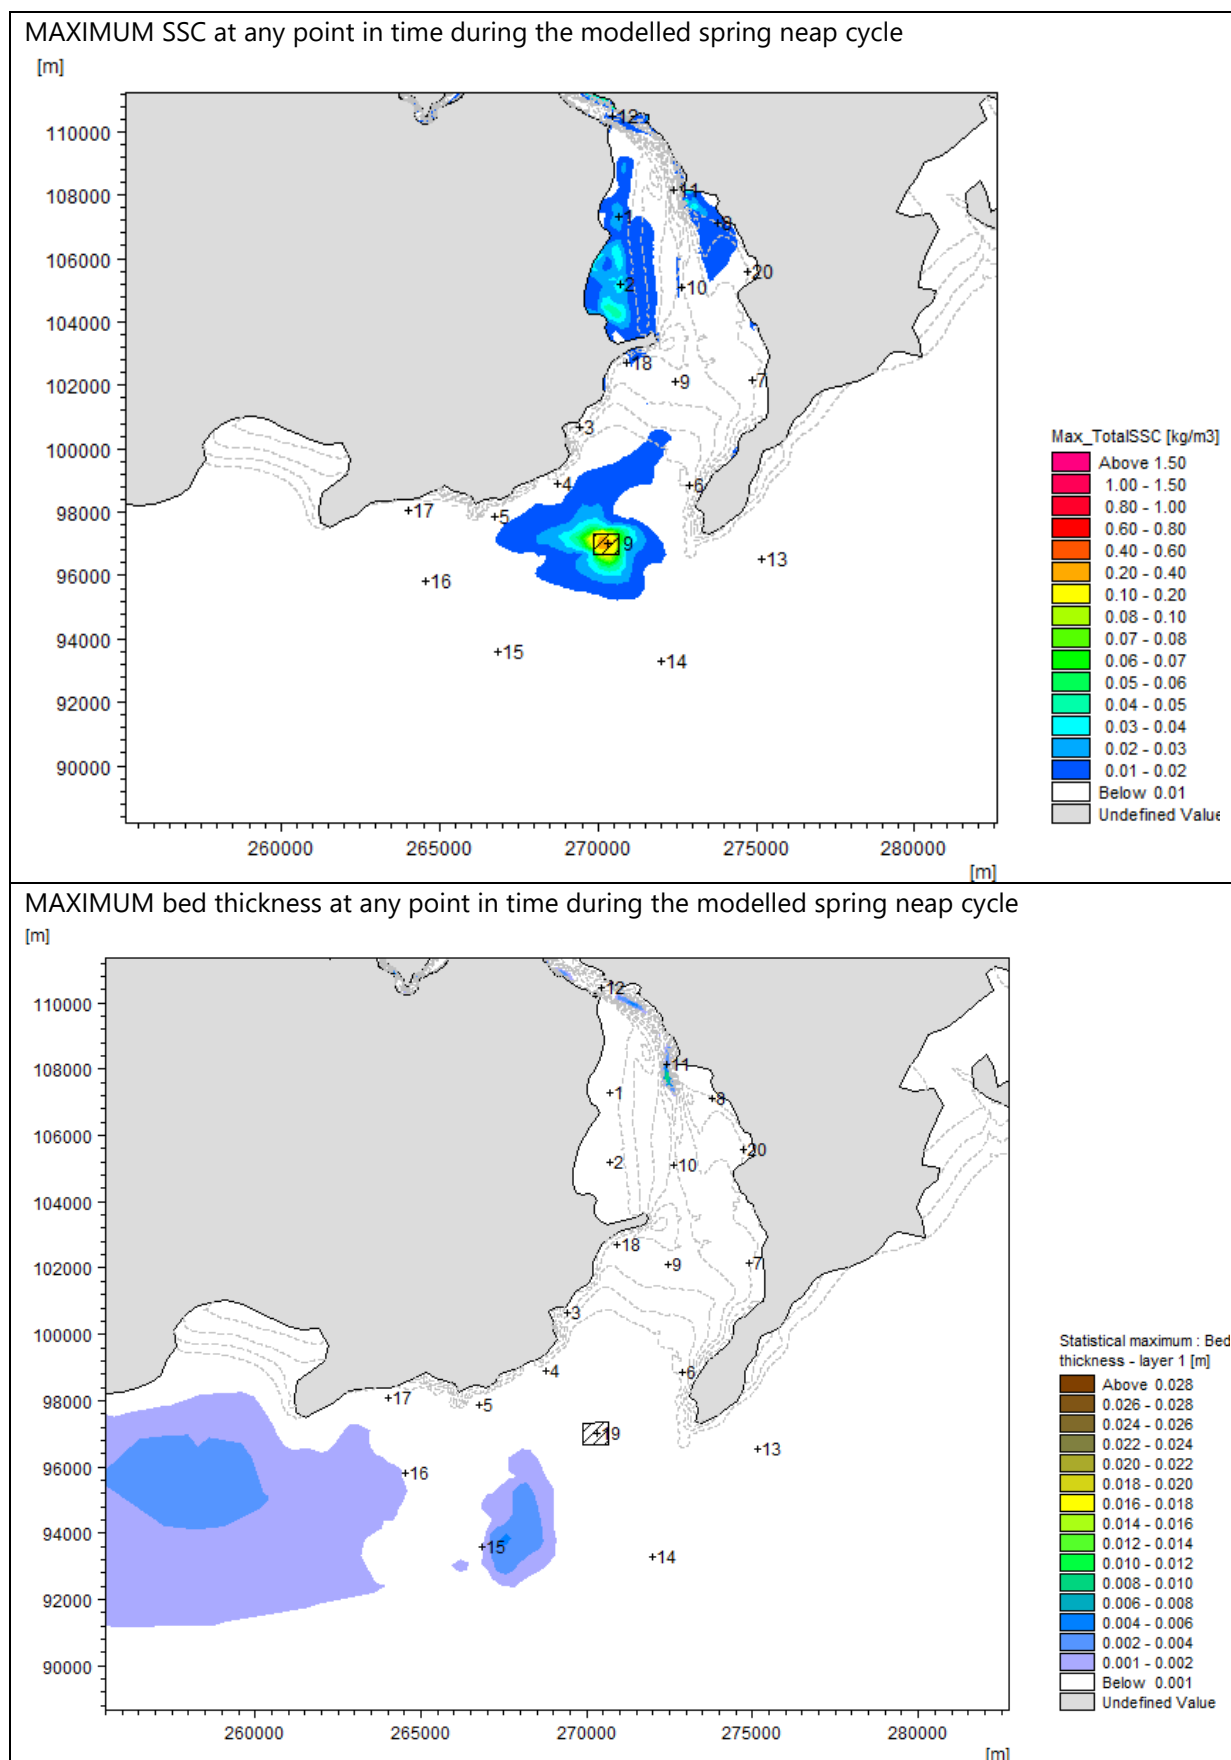 MAXIMUM SSC at any point in time during the modelled spring neap cycle
[m]
110000
108000
106000
104000
102000
100000
98000
96000
94000
92000
90000
+12
+11
+1
+8
+20
+2
+10
+18
+9
+7
+3
+4
+6
+17
+5
+19
+13
+16
+15
+14
260000 265000 270000 275000 280000
[m]
Max_TotalSSC [kg/m3]
Above 1.50
1.00 - 1.50
0.80 - 1.00
0.60 - 0.80
0.40 - 0.60
0.20 - 0.40
0.10 - 0.20
0.08 - 0.10
0.07 - 0.08
0.06 - 0.07
0.05 - 0.06
0.04 - 0.05
0.03 - 0.04
0.02 - 0.03
0.01 - 0.02
Below 0.01
Undefined Value
MAXIMUM bed thickness at any point in time during the modelled spring neap cycle
[m]
110000
108000
106000
104000
102000
100000
98000
96000
94000
92000
90000
+12
+11
+1
+8
+20
+2
+10
+18
+9
+7
+3
+4
+6
+17
+5
+19
+13
+16
+15
+14
260000 265000 270000 275000 280000
[m]
Statistical maximum : Bed
thickness - layer 1 [m]
Above 0.028
0.026 - 0.028
0.024 - 0.026
0.022 - 0.024
0.020 - 0.022
0.018 - 0.020
0.016 - 0.018
0.014 - 0.016
0.012 - 0.014
0.010 - 0.012
0.008 - 0.010
0.006 - 0.008
0.004 - 0.006
0.002 - 0.004
0.001 - 0.002
Below 0.001
Undefined Value